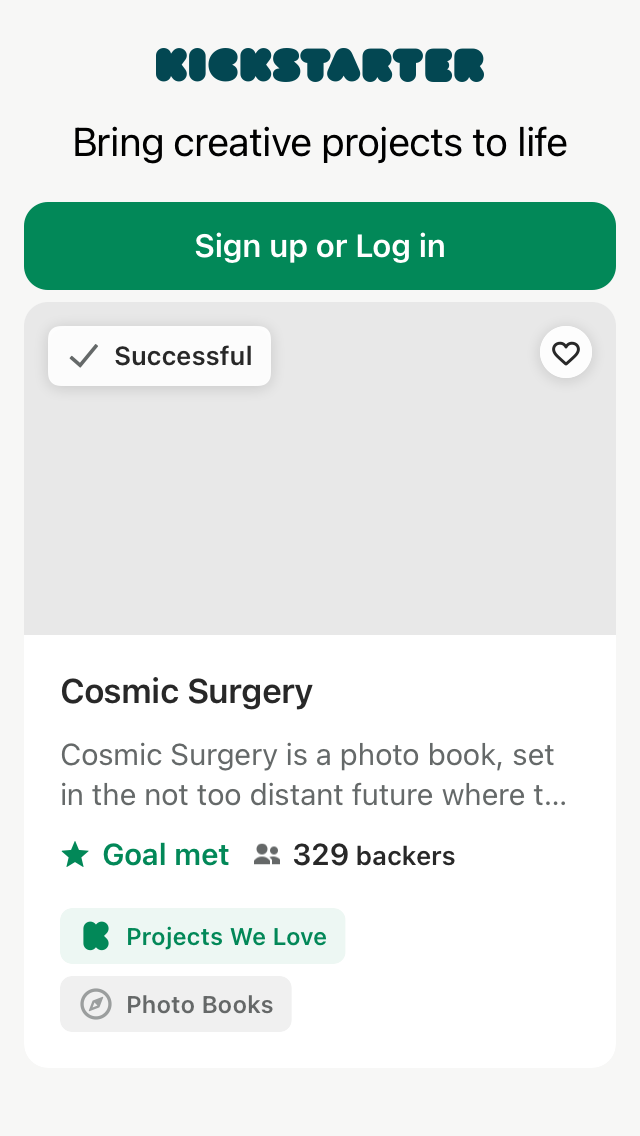 KICKSTARTER
Bring creative projects to life
Sign up or Log in
Successful
Cosmic Surgery
Cosmic Surgery is a photo book, set
in the not too distant future where t...
Goal met 329 backers
Projects We Love
Photo Books